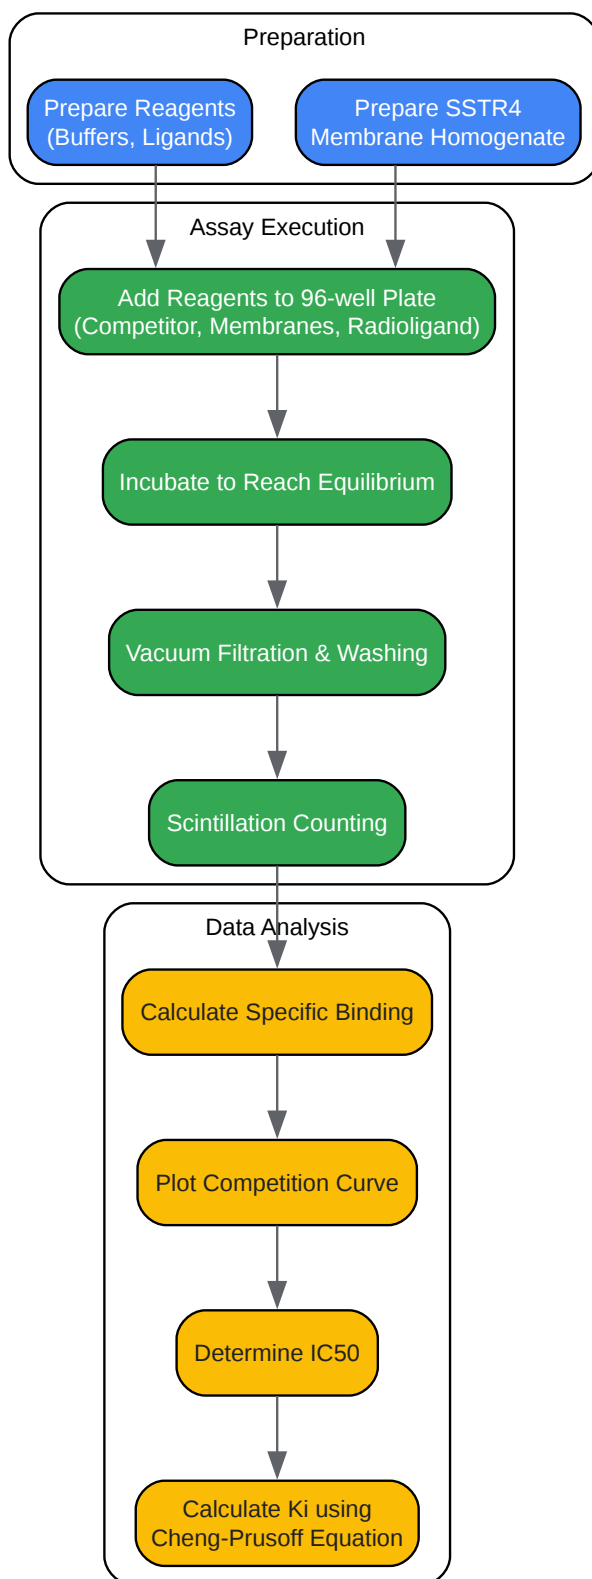 Preparation
Prepare Reagents
(Buffers, Ligands)
Prepare SSTR4
Membrane Homogenate
Assay Execution
Add Reagents to 96-well Plate
(Competitor, Membranes, Radioligand)
Incubate to Reach Equilibrium
Vacuum Filtration & Washing
Scintillation Counting
Data Analysis
Calculate Specific Binding
Plot Competition Curve
Determine IC50
Calculate Ki using
Cheng-Prusoff Equation